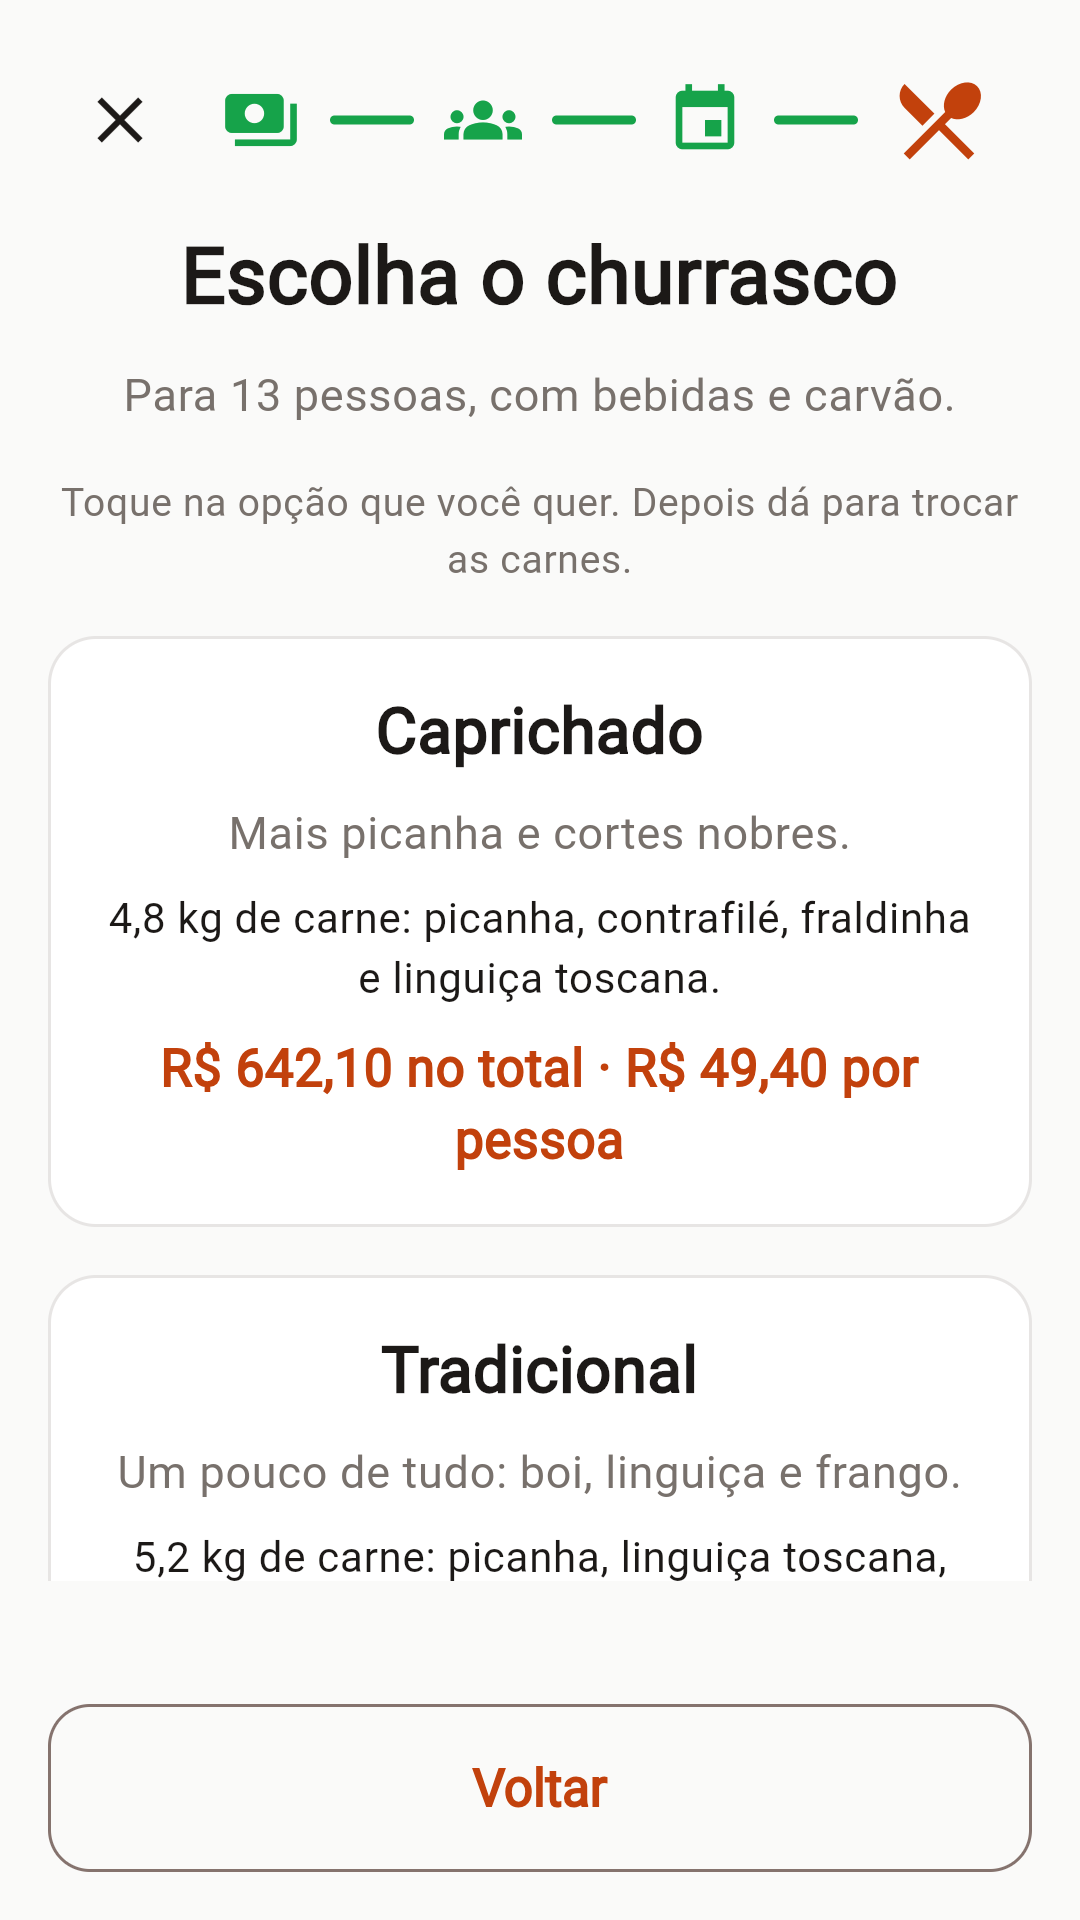 Escolha o churrasco
Para 13 pessoas, com bebidas e carvão.
Toque na opção que você quer. Depois dá para trocar
as carnes.
Caprichado
Mais picanha e cortes nobres.
4,8 kg de carne: picanha, contrafilé, fraldinha
e linguiça toscana.
R$ 642,10 no total · R$ 49,40 por
pessoa
Tradicional
Um pouco de tudo: boi, linguiça e frango.
5,2 kg de carne: picanha, linguiça toscana,
Voltar